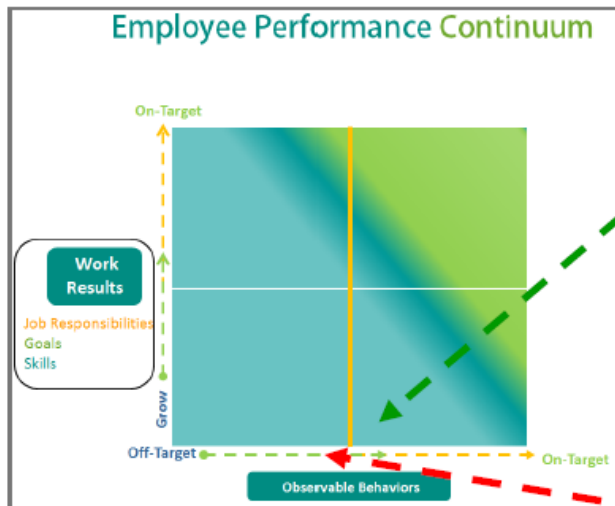 Employee Performance Continuum
On-Target
Work
Results
Job Responsibilities
Goals
Skills
Grow
Off-Target
On-Target
Observable Behaviors